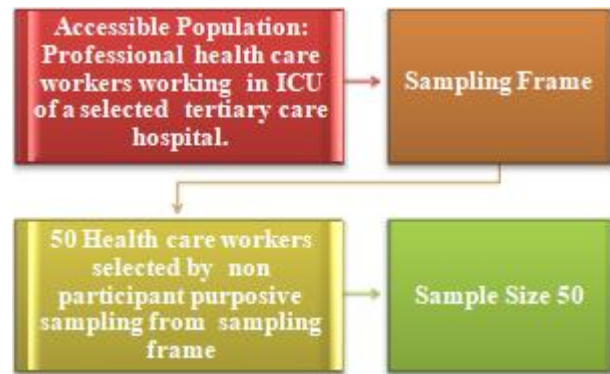 Accessible Population:
Professional health care
workers working in ICU
of a selected tertiary care
hospital.
Sampling Frame
50 Health care workers
selected by non
participant purposive
sampling from sampling
frame
Sample Size 50